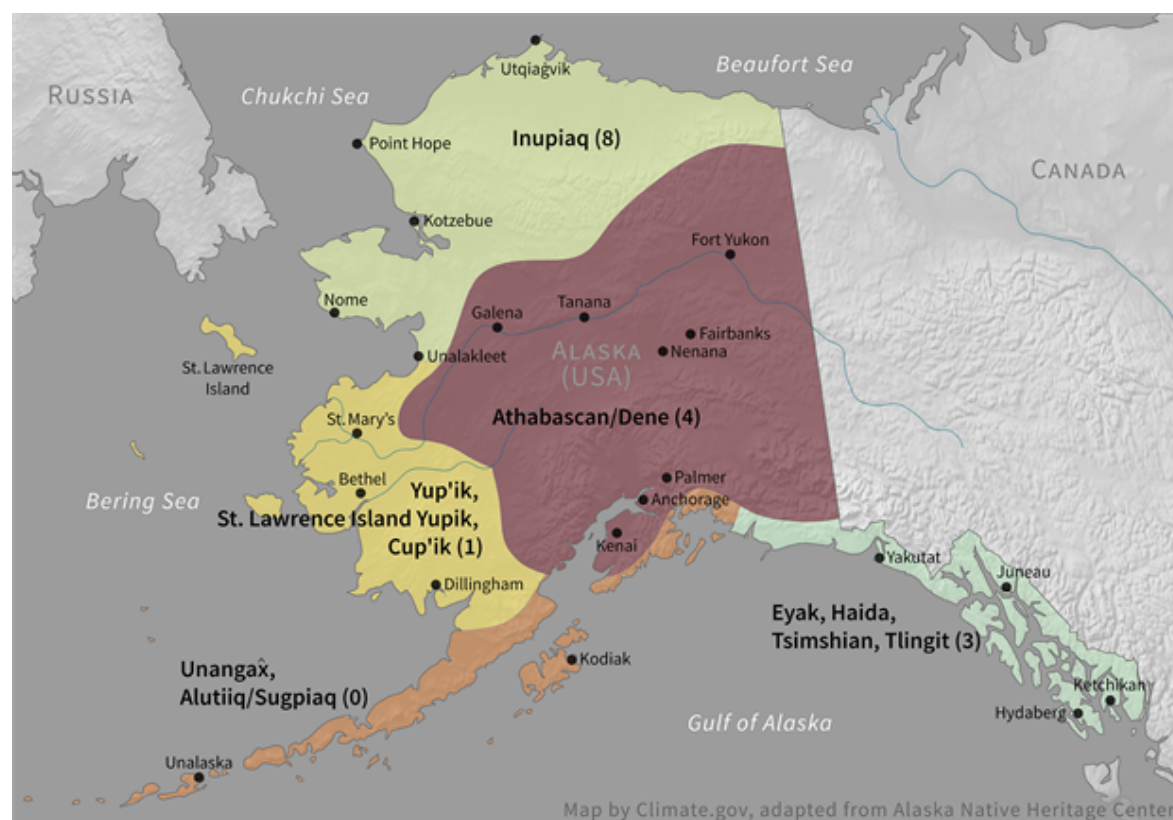 Utqiaġvik
Beaufort Sea
RUSSIA
Chukchi Sea
Inupiaq (8)
Point Hope
CANADA
Kotzebue
Fort Yukon
Nome
Galena
Tanana
Fairbanks
Nenana
Unalakleet
ALASKA
(USA)
St. Lawrence
Island
St. Mary's
Athabascan/Dene (4)
Bethel
Palmer
Anchorage
Bering Sea
Yup'ik,
St. Lawrence Island Yupik,
Cup'ik (1)
Kenai
Yakutat
Juneau
Dillingham
Eyak, Haida,
Tsimshian, Tlingit (3)
Kodiak
Unangax̂,
Alutiiq/Sugpiaq (0)
Ketchikan
Hydaberg
Gulf of Alaska
Unalaska
Map by Climate.gov, adapted from Alaska Native Heritage Center